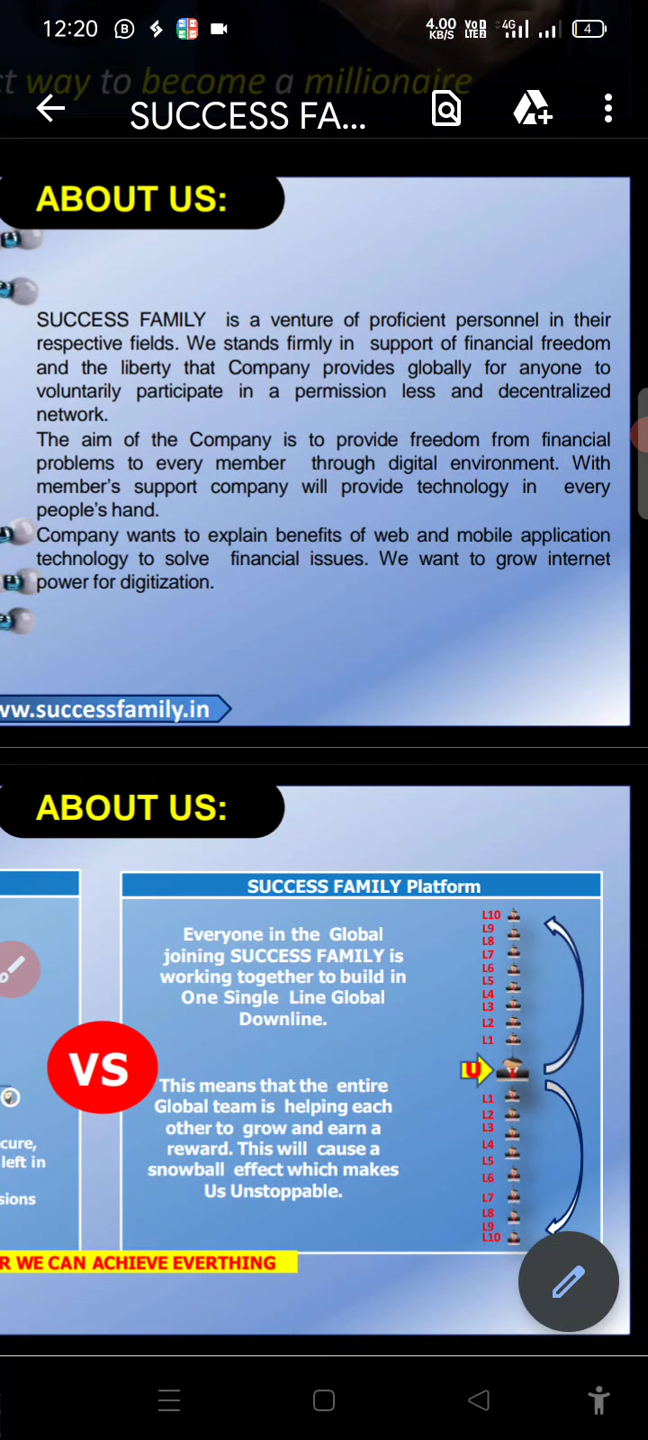 12:20
4.00 KB/S VoD LTE2 4G 4
ct way to become a millionaire
SUCCESS FA...
ABOUT US:
SUCCESS FAMILY is a venture of proficient personnel in their
respective fields. We stands firmly in support of financial freedom
and the liberty that Company provides globally for anyone to
voluntarily participate in a permission less and decentralized
network.
The aim of the Company is to provide freedom from financial
problems to every member through digital environment. With
member's support company will provide technology in every
people's hand.
Company wants to explain benefits of web and mobile application
technology to solve financial issues. We want to grow internet
power for digitization.
ww.successfamily.in
ABOUT US:
SUCCESS FAMILY Platform
Everyone in the Global
joining SUCCESS FAMILY is
working together to build in
One Single Line Global
Downline.
VS
This means that the entire
Global team is helping each
other to grow and earn a
reward. This will cause a
snowball effect which makes
Us Unstoppable.
cure,
left in
sions
L10
L9
L8
L7
L6
L5
L4
L3
L2
L1
U
L1
L2
L3
L4
L5
L6
L7
L8
L9
L10
R WE CAN ACHIEVE EVERTHING